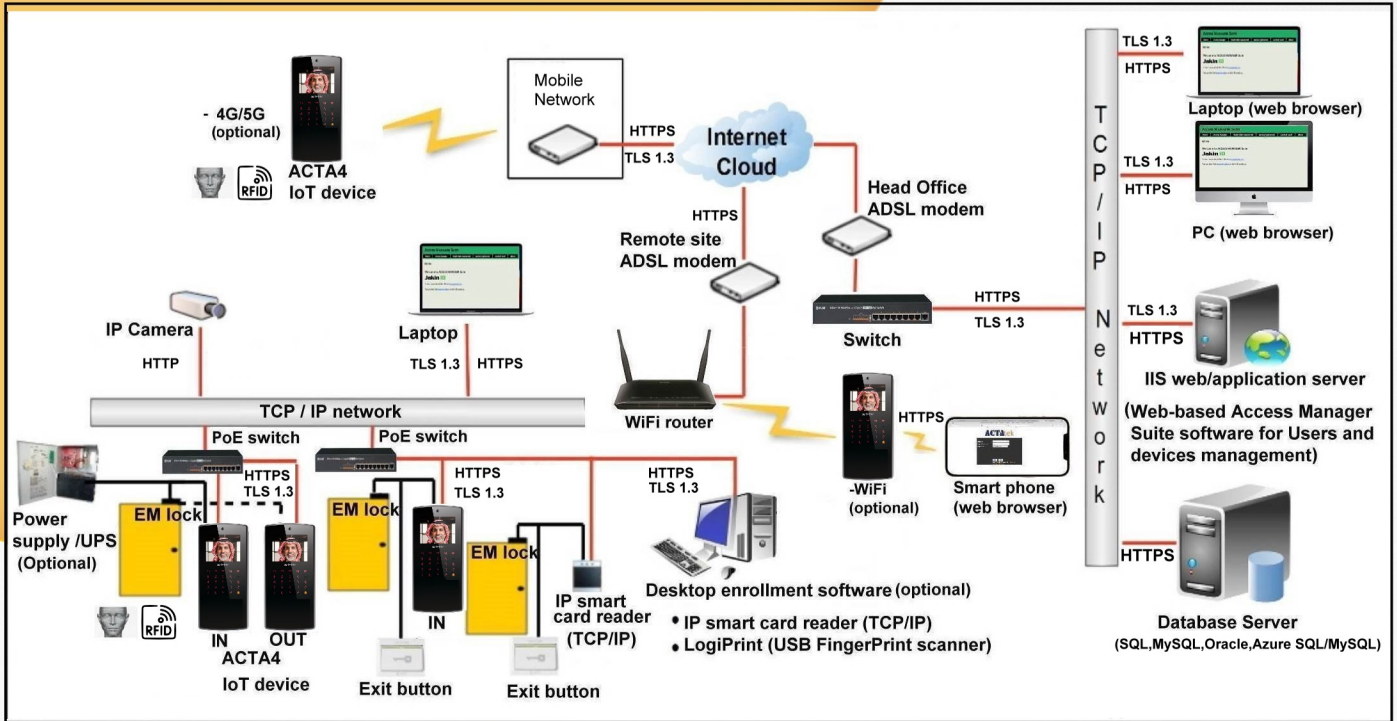 - 4G/5G
(optional)
RFID
ACTA4
IoT device
Mobile
Network
HTTPS
TLS 1.3
Internet
Cloud
HTTPS
Remote site
ADSL modem
Head Office
ADSL modem
Switch
HTTPS
TLS 1.3
TCP/IP Network
TLS 1.3
HTTPS
Laptop (web browser)
TLS 1.3
HTTPS
PC (web browser)
TLS 1.3
HTTPS
IIS web/application server
(Web-based Access Manager
Suite software for Users and
devices management)
HTTPS
Database Server
(SQL,MySQL,Oracle,Azure SQL/MySQL)
IP Camera
HTTP
Laptop
TLS 1.3 HTTPS
TCP / IP network
WiFi router
-WiFi
(optional)
HTTPS
ACTAtek
Smart phone
(web browser)
PoE switch
PoE switch
HTTPS
TLS 1.3
Power
supply /UPS
(Optional)
EM lock
RFID
IN
OUT
ACTA4
IoT device
EM lock
HTTPS
TLS 1.3
IN
Exit button
EM lock
Exit button
IP smart
card reader
(TCP/IP)
HTTPS
TLS 1.3
Desktop enrollment software (optional)
• IP smart card reader (TCP/IP)
• LogiPrint (USB FingerPrint scanner)